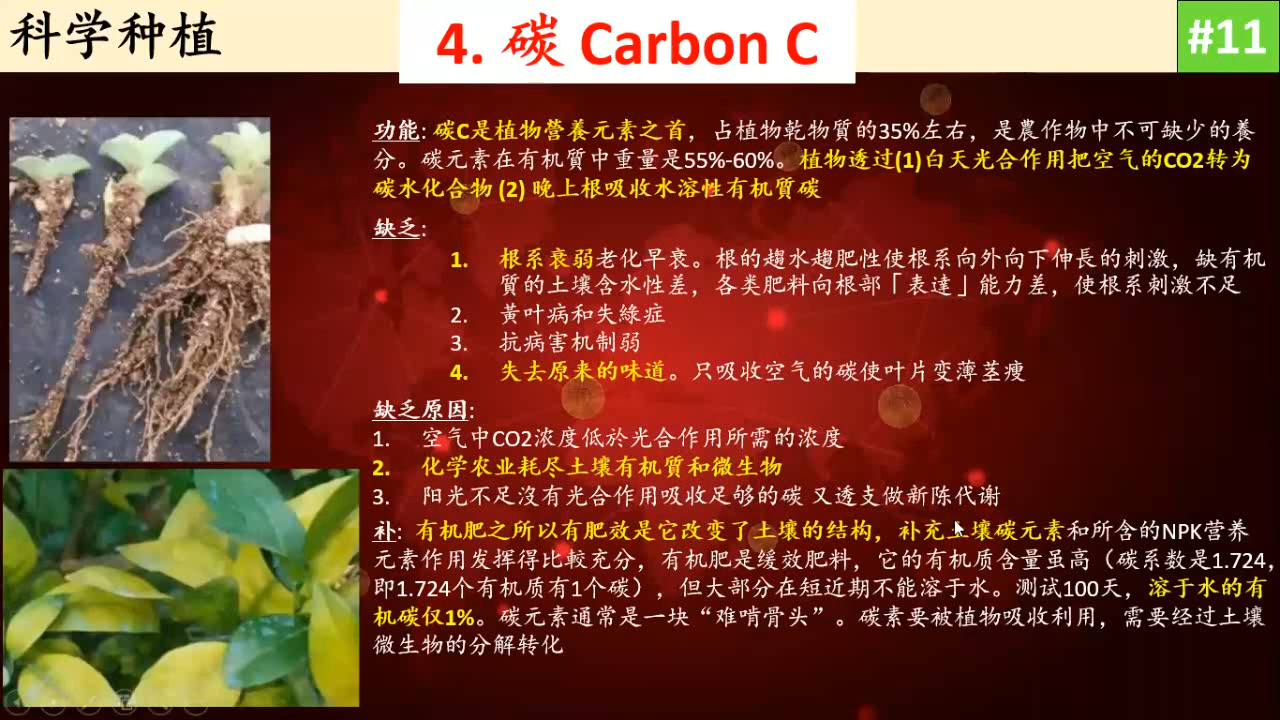 科学种植
4. 碳 Carbon C
#11
功能: 碳C是植物营養元素之首，占植物乾物質的35%左右，是農作物中不可缺少的養
分。碳元素在有机質中重量是55%-60%。植物透过(1)白天光合作用把空气的CO2转为
碳水化合物 (2) 晚上根吸收水溶性有机質碳
缺乏:
1. 根系衰弱老化早衰。根的趨水趨肥性使根系向外向下伸長的刺激，缺有机
質的土壤含水性差，各类肥料向根部「表達」能力差，使根系刺激不足
2. 黃叶病和失綠症
3. 抗病害机制弱
4. 失去原来的味道。只吸收空气的碳使叶片变薄茎瘦
缺乏原因:
1. 空气中CO2浓度低於光合作用所需的浓度
2. 化学农业耗尽土壤有机質和微生物
3. 阳光不足沒有光合作用吸收足够的碳 又透支做新陈代谢
补: 有机肥之所以有肥效是它改变了土壤的结构，补充土壤碳元素和所含的NPK营养
元素作用发挥得比較充分，有机肥是缓效肥料，它的有机质含量虽高（碳系数是1.724，
即1.724个有机质有1个碳），但大部分在短近期不能溶于水。测试100天，溶于水的有
机碳仅1%。碳元素通常是一块“难啃骨头”。碳素要被植物吸收利用，需要经过土壤
微生物的分解转化